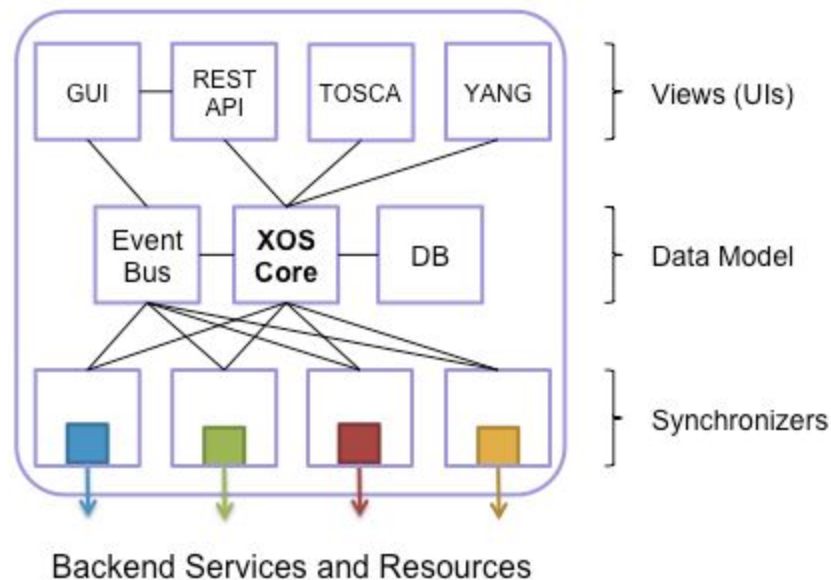 GUI
REST
API
TOSCA
YANG
Views (UIs)
Event
Bus
XOS
Core
DB
Data Model
Synchronizers
Backend Services and Resources